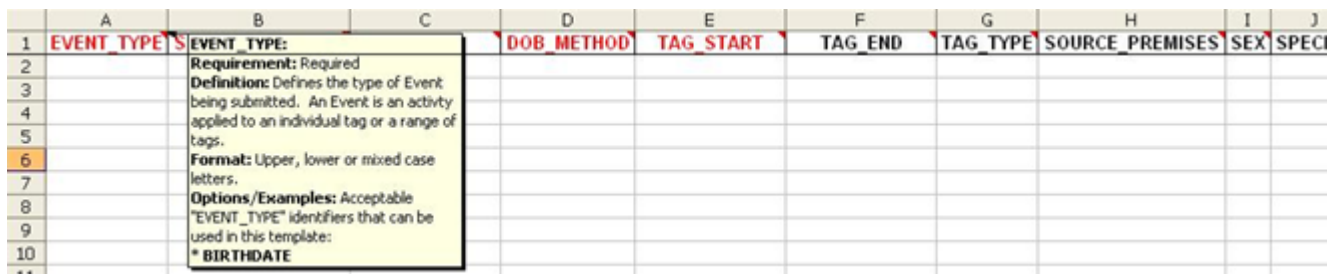 A B C D E F G H I J
1 EVENT_TYPE S EVENT_TYPE: DOB_METHOD TAG_START TAG_END TAG_TYPE SOURCE_PREMISES SEX SPECI
2 Requirement: Required
3 Definition: Defines the type of Event
being submitted. An Event is an activty
4 applied to an individual tag or a range of
5 tags.
6 Format: Upper, lower or mixed case
7 letters.
8 Options/Examples: Acceptable
"EVENT_TYPE" identifiers that can be
9 used in this template:
10 * BIRTHDATE